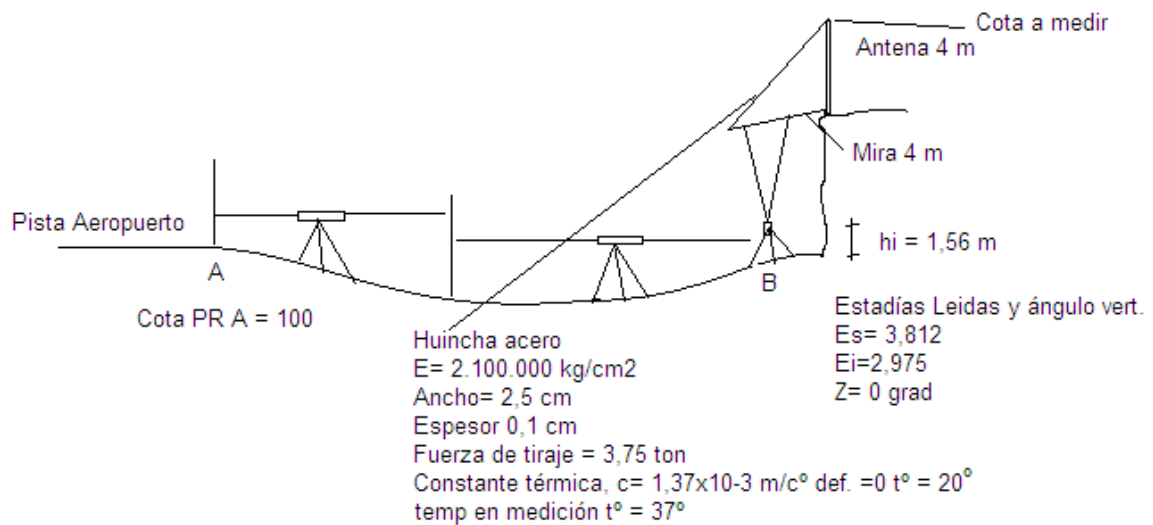 Cota a medir
Antena 4 m
Mira 4 m
Pista Aeropuerto
hi = 1,56 m
A
B
Cota PR A = 100
Estadías Leidas y ángulo vert.
Es= 3,812
Ei=2,975
Z= 0 grad
Huincha acero
E= 2.100.000 kg/cm2
Ancho= 2,5 cm
Espesor 0,1 cm
Fuerza de tiraje = 3,75 ton
Constante térmica, c= 1,37x10-3 m/cº def. =0 tº = 20°
temp en medición tº = 37º